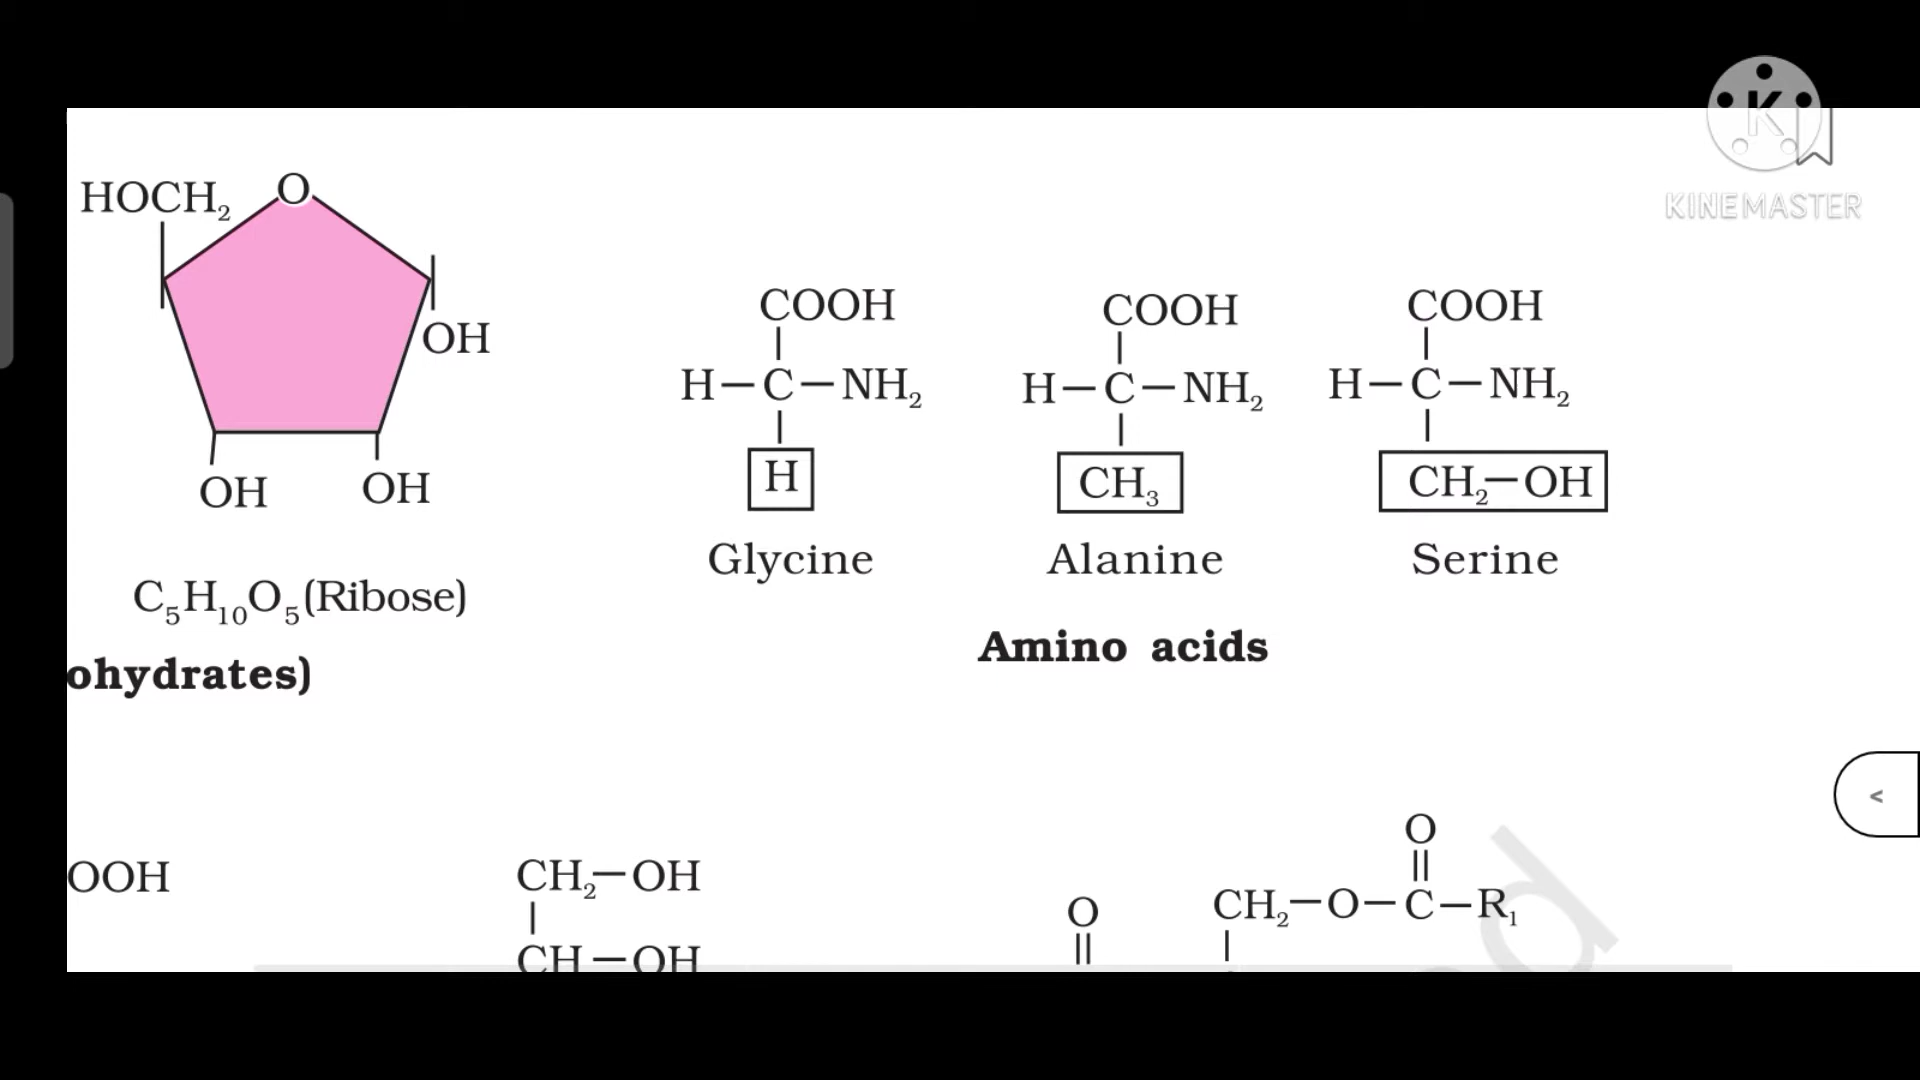 K
KINEMASTER
HOCH₂ O
OH
OH OH
C₅H₁₀O₅(Ribose)
ohydrates)
COOH
H—C—NH₂
H
Glycine
COOH
H—C—NH₂
CH₃
Alanine
COOH
H—C—NH₂
CH₂—OH
Serine
Amino acids
OOH
CH₂—OH
CH—OH
O
O
CH₂—O—C—R₁
d
<